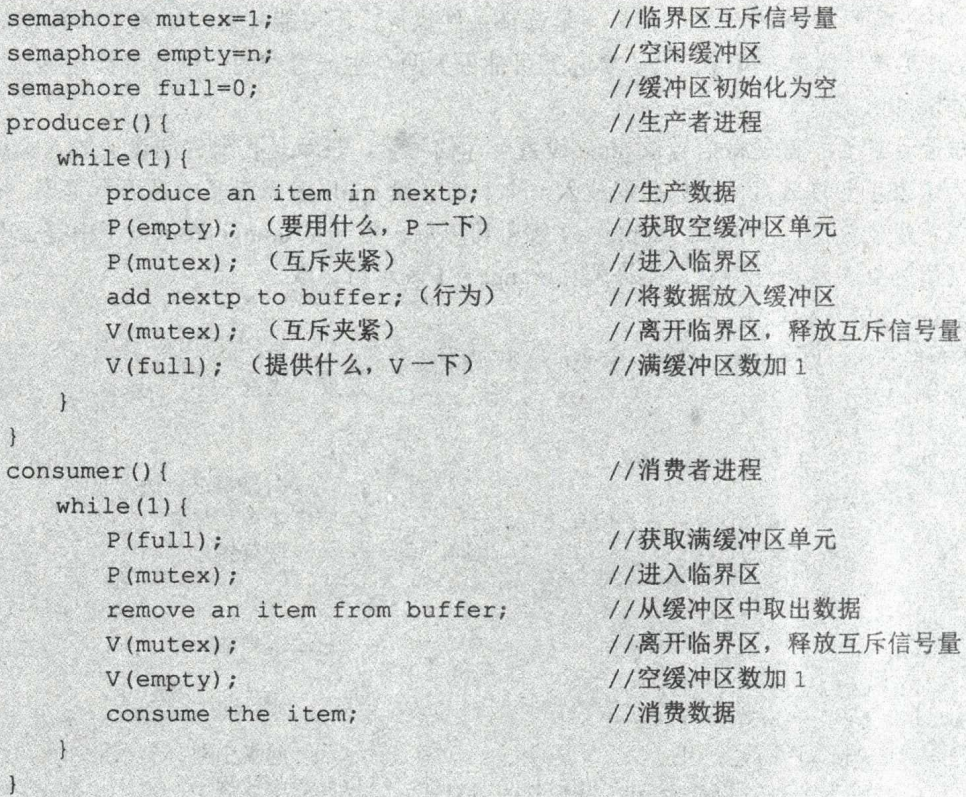 semaphore mutex=1; //临界区互斥信号量
semaphore empty=n; //空闲缓冲区
semaphore full=0; //缓冲区初始化为空
producer(){ //生产者进程
while(1){
produce an item in nextp; //生产数据
P(empty); (要用什么，P一下) //获取空缓冲区单元
P(mutex); (互斥夹紧) //进入临界区
add nextp to buffer;(行为) //将数据放入缓冲区
V(mutex); (互斥夹紧) //离开临界区，释放互斥信号量
V(full); (提供什么，V一下) //满缓冲区数加1
}
}
consumer(){ //消费者进程
while(1){
P(full); //获取满缓冲区单元
P(mutex); //进入临界区
remove an item from buffer; //从缓冲区中取出数据
V(mutex); //离开临界区，释放互斥信号量
V(empty); //空缓冲区数加1
consume the item; //消费数据
}
}